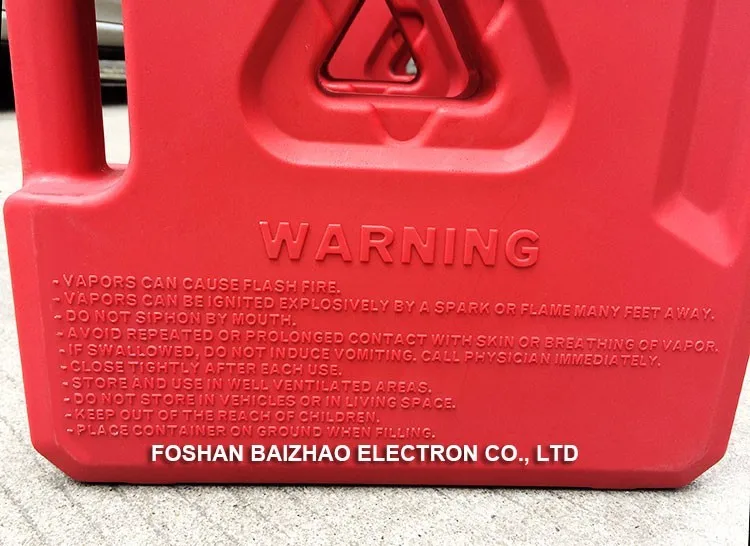 WARNING
- VAPORS CAN CAUSE FLASH FIRE.
- VAPORS CAN BE IGNITED EXPLOSIVELY BY A SPARK OR FLAME MANY FEET AWAY.
- DO NOT SIPHON BY MOUTH.
- AVOID REPEATED OR PROLONGED CONTACT WITH SKIN OR BREATHING OF VAPOR.
- IF SWALLOWED, DO NOT INDUCE VOMITING. CALL PHYSICIAN IMMEDIATELY.
- CLOSE TIGHTLY AFTER EACH USE.
- STORE AND USE IN WELL VENTILATED AREAS.
- DO NOT STORE IN VEHICLES OR IN LIVING SPACE.
- KEEP OUT OF THE REACH OF CHILDREN.
- PLACE CONTAINER ON GROUND WHEN FILLING.
FOSHAN BAIZHAO ELECTRON CO., LTD